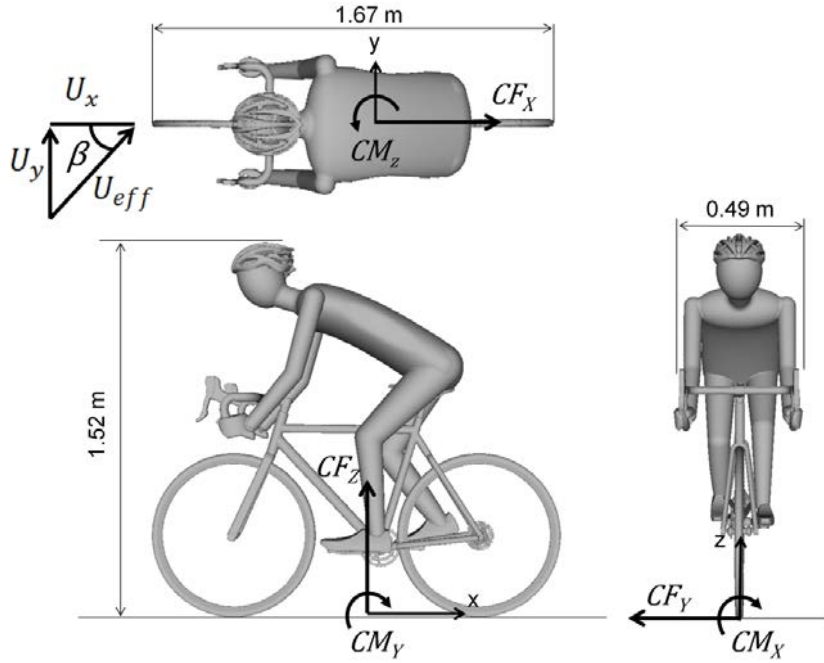 1.67 m
y
U_x
CF_X
CM_z
U_y
β
U_eff
0.49 m
1.52 m
CF_Z
z
x
CF_Y
CM_Y
CM_X